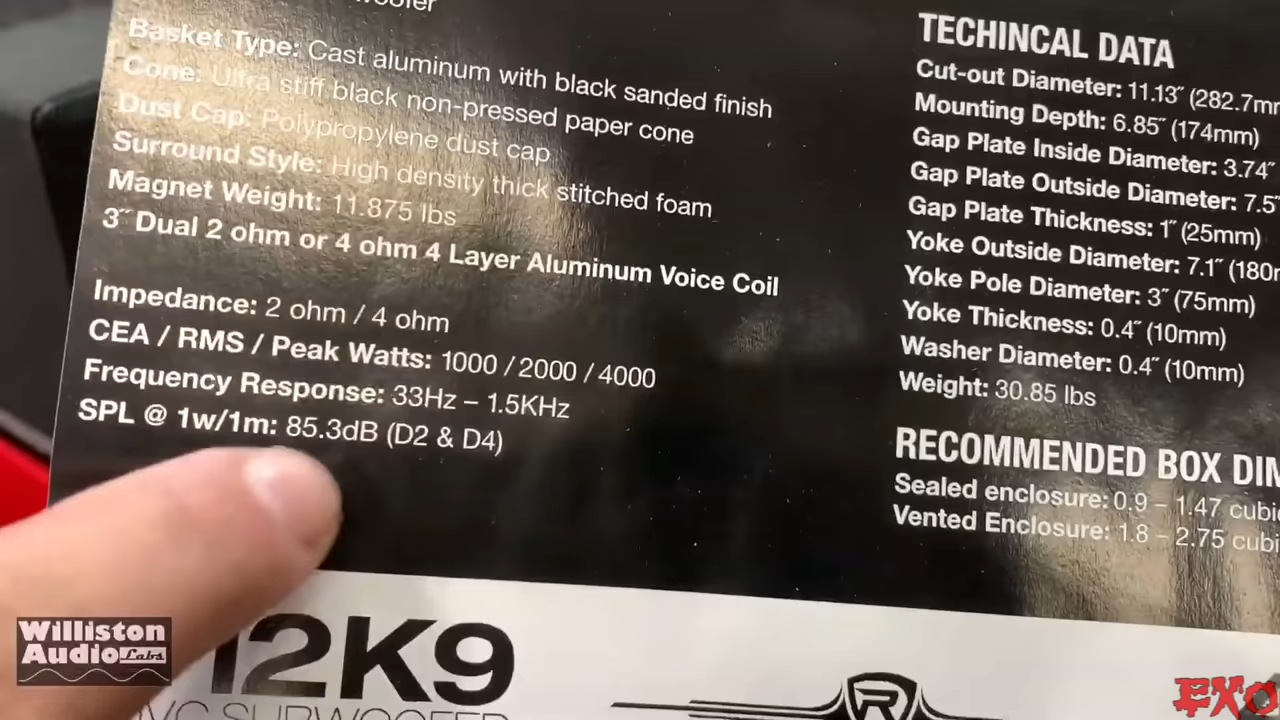 Basket Type: Cast aluminum with black sanded finish
Cone: Ultra stiff black non-pressed paper cone
Dust Cap: Polypropylene dust cap
Surround Style: High density thick stitched foam
Magnet Weight: 11.875 lbs
3˝ Dual 2 ohm or 4 ohm 4 Layer Aluminum Voice Coil
Impedance: 2 ohm / 4 ohm
CEA / RMS / Peak Watts: 1000 / 2000 / 4000
Frequency Response: 33Hz – 1.5KHz
SPL @ 1w/1m: 85.3dB (D2 & D4)
TECHINCAL DATA
Cut-out Diameter: 11.13˝ (282.7m
Mounting Depth: 6.85˝ (174mm)
Gap Plate Inside Diameter: 3.74˝
Gap Plate Outside Diameter: 7.5˝
Gap Plate Thickness: 1˝ (25mm)
Yoke Outside Diameter: 7.1˝ (180
Yoke Pole Diameter: 3˝ (75mm)
Yoke Thickness: 0.4˝ (10mm)
Washer Diameter: 0.4˝ (10mm)
Weight: 30.85 lbs
RECOMMENDED BOX DIM
Sealed enclosure: 0.9 – 1.47 cubi
Vented Enclosure: 1.8 – 2.75 cubi
12K9
SUBWOOFER
R
Williston
Audio Labs
EXO